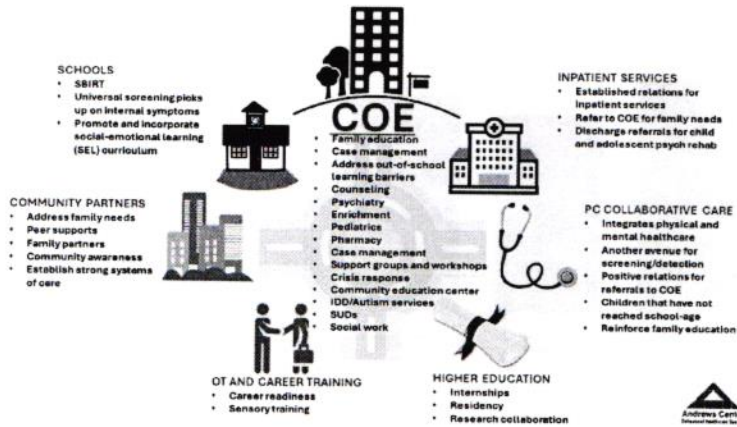 SCHOOLS
• SBIRT
• Universal screening picks
up on internal symptoms
• Promote and incorporate
social-emotional learning
(SEL) curriculum
COMMUNITY PARTNERS
• Address family needs
• Peer supports
• Family partners
• Community awareness
• Establish strong systems
of care
COE
• Family education
• Case management
• Address out-of-school
learning barriers
• Counseling
• Psychiatry
• Enrichment
• Pediatrics
• Pharmacy
• Case management
• Support groups and workshops
• Crisis response
• Community education center
• IDD/Autism services
• SUDs
• Social work
INPATIENT SERVICES
• Established relations for
inpatient services
• Refer to COE for family needs
• Discharge referrals for child
and adolescent psych rehab
PC COLLABORATIVE CARE
• Integrates physical and
mental healthcare
• Another avenue for
screening/detection
• Positive relations for
referrals to COE
• Children that have not
reached school-age
• Reinforce family education
OT AND CAREER TRAINING
• Career readiness
• Sensory training
HIGHER EDUCATION
• Internships
• Residency
• Research collaboration
Andrews Cent
Behavioral Healthcare